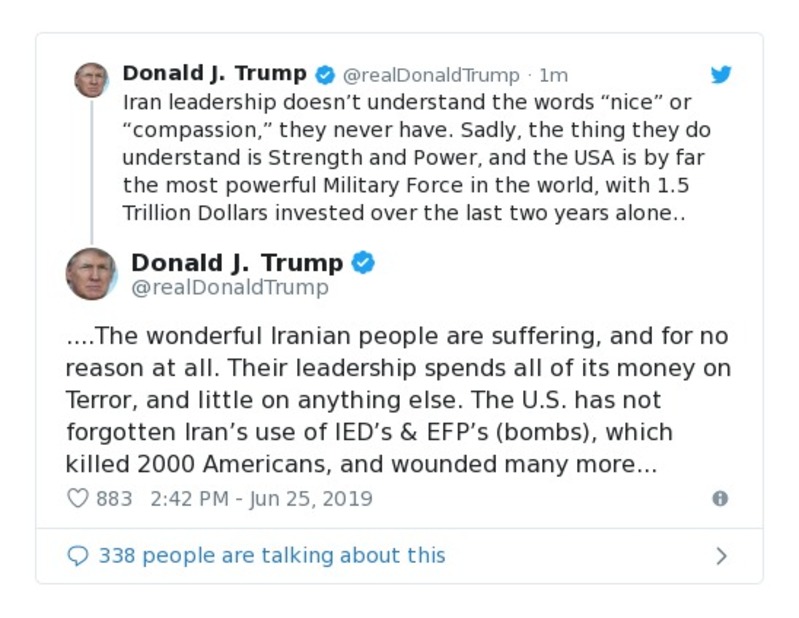 Donald J. Trump @realDonaldTrump · 1m
Iran leadership doesn’t understand the words “nice” or
“compassion,” they never have. Sadly, the thing they do
understand is Strength and Power, and the USA is by far
the most powerful Military Force in the world, with 1.5
Trillion Dollars invested over the last two years alone..
Donald J. Trump
@realDonaldTrump
....The wonderful Iranian people are suffering, and for no
reason at all. Their leadership spends all of its money on
Terror, and little on anything else. The U.S. has not
forgotten Iran’s use of IED’s & EFP’s (bombs), which
killed 2000 Americans, and wounded many more...
883 2:42 PM - Jun 25, 2019
338 people are talking about this